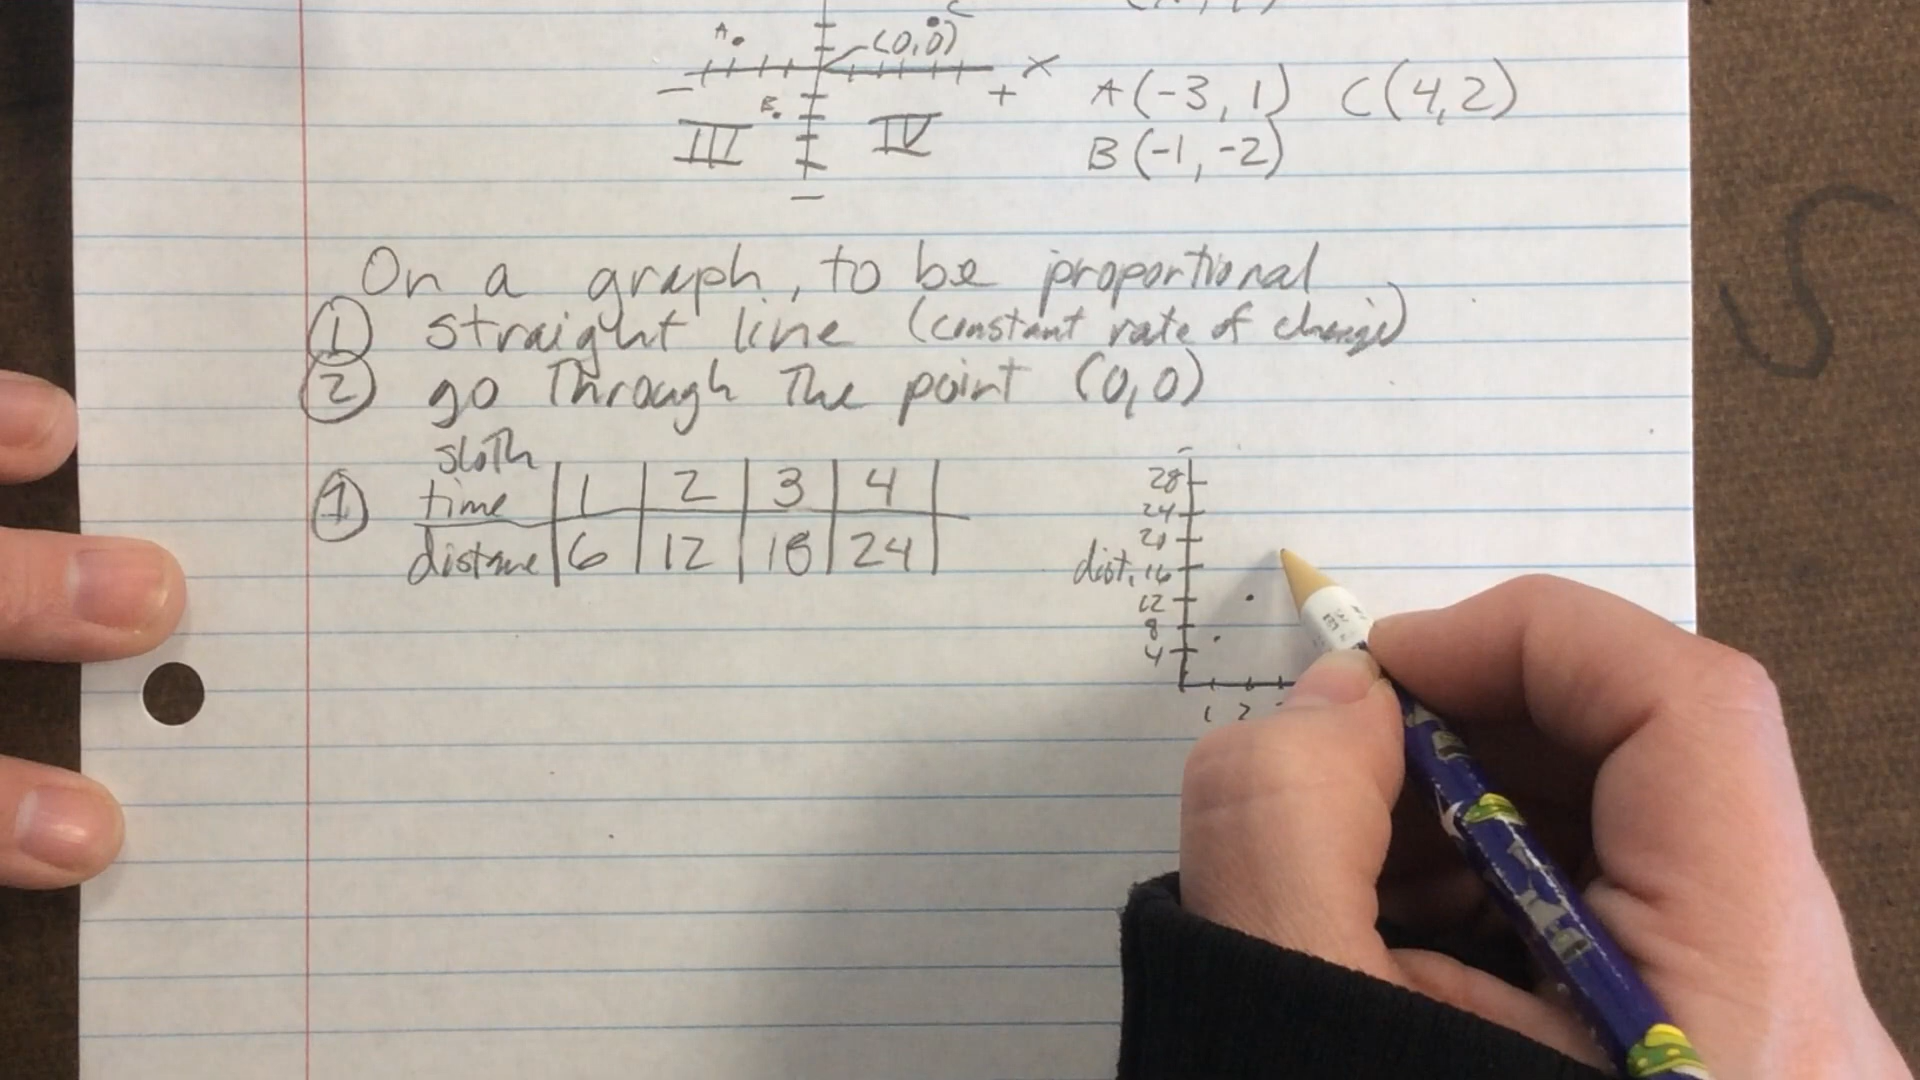 A.
C
(0,0)
X
- +
B.
III IV
A(-3, 1) C(4,2)
B(-1, -2)
On a graph, to be proportional
① straight line (constant rate of change)
② go Through The point (0,0)
sloth
① time 1 2 3 4
distane 6 12 18 24
28
24
20
dist. 16
12
8
4
1 2